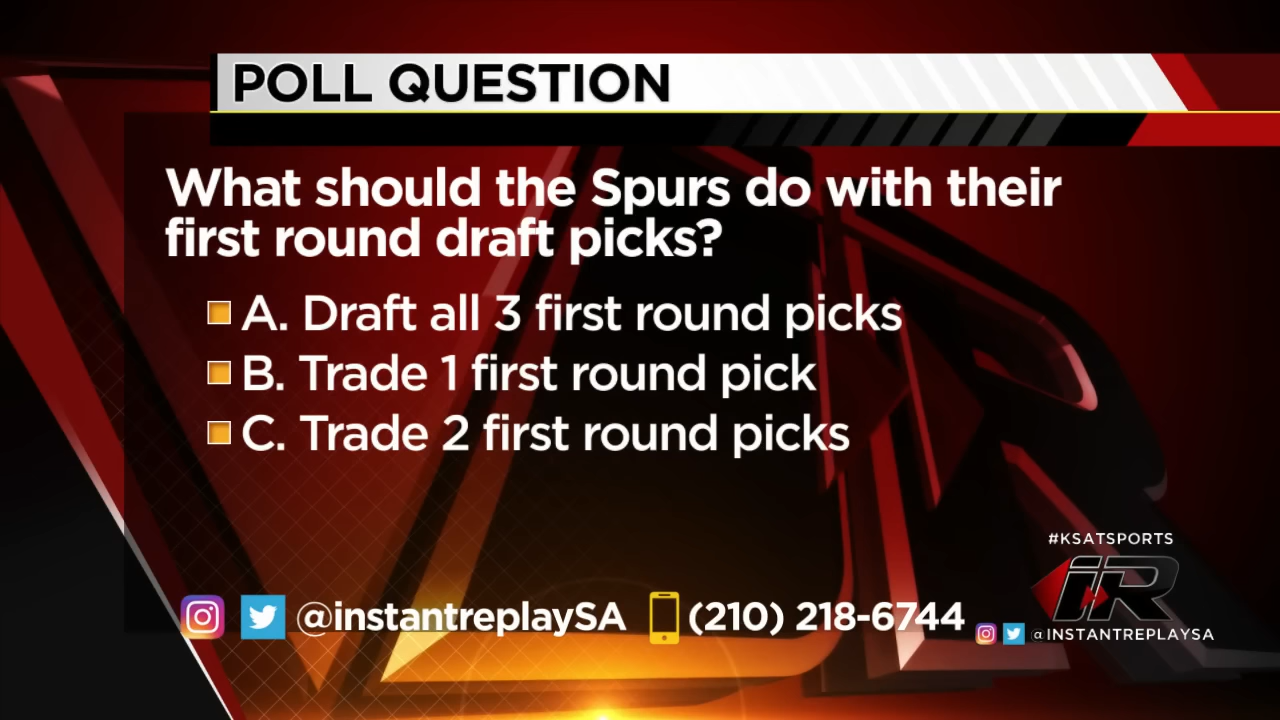 POLL QUESTION
What should the Spurs do with their
first round draft picks?
A. Draft all 3 first round picks
B. Trade 1 first round pick
C. Trade 2 first round picks
@instantreplaySA (210) 218-6744
#KSATSPORTS
iR
@INSTANTREPLAYSA